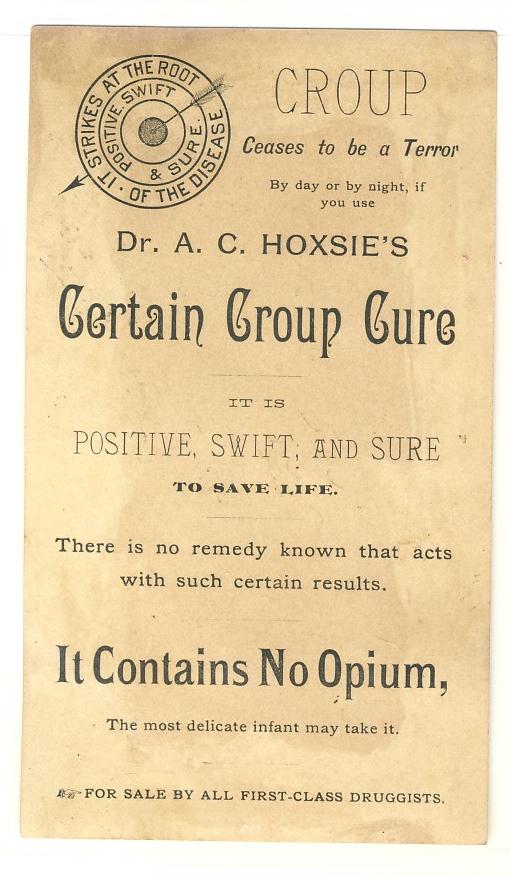 IT STRIKES AT THE ROOT
OF THE DISEASE
POSITIVE, SWIFT
& SURE.
CROUP
Ceases to be a Terror
By day or by night, if
you use
Dr. A. C. HOXSIE'S
Certain Croup Cure
IT IS
POSITIVE, SWIFT, AND SURE
TO SAVE LIFE.
There is no remedy known that acts
with such certain results.
It Contains No Opium,
The most delicate infant may take it.
☞FOR SALE BY ALL FIRST-CLASS DRUGGISTS.